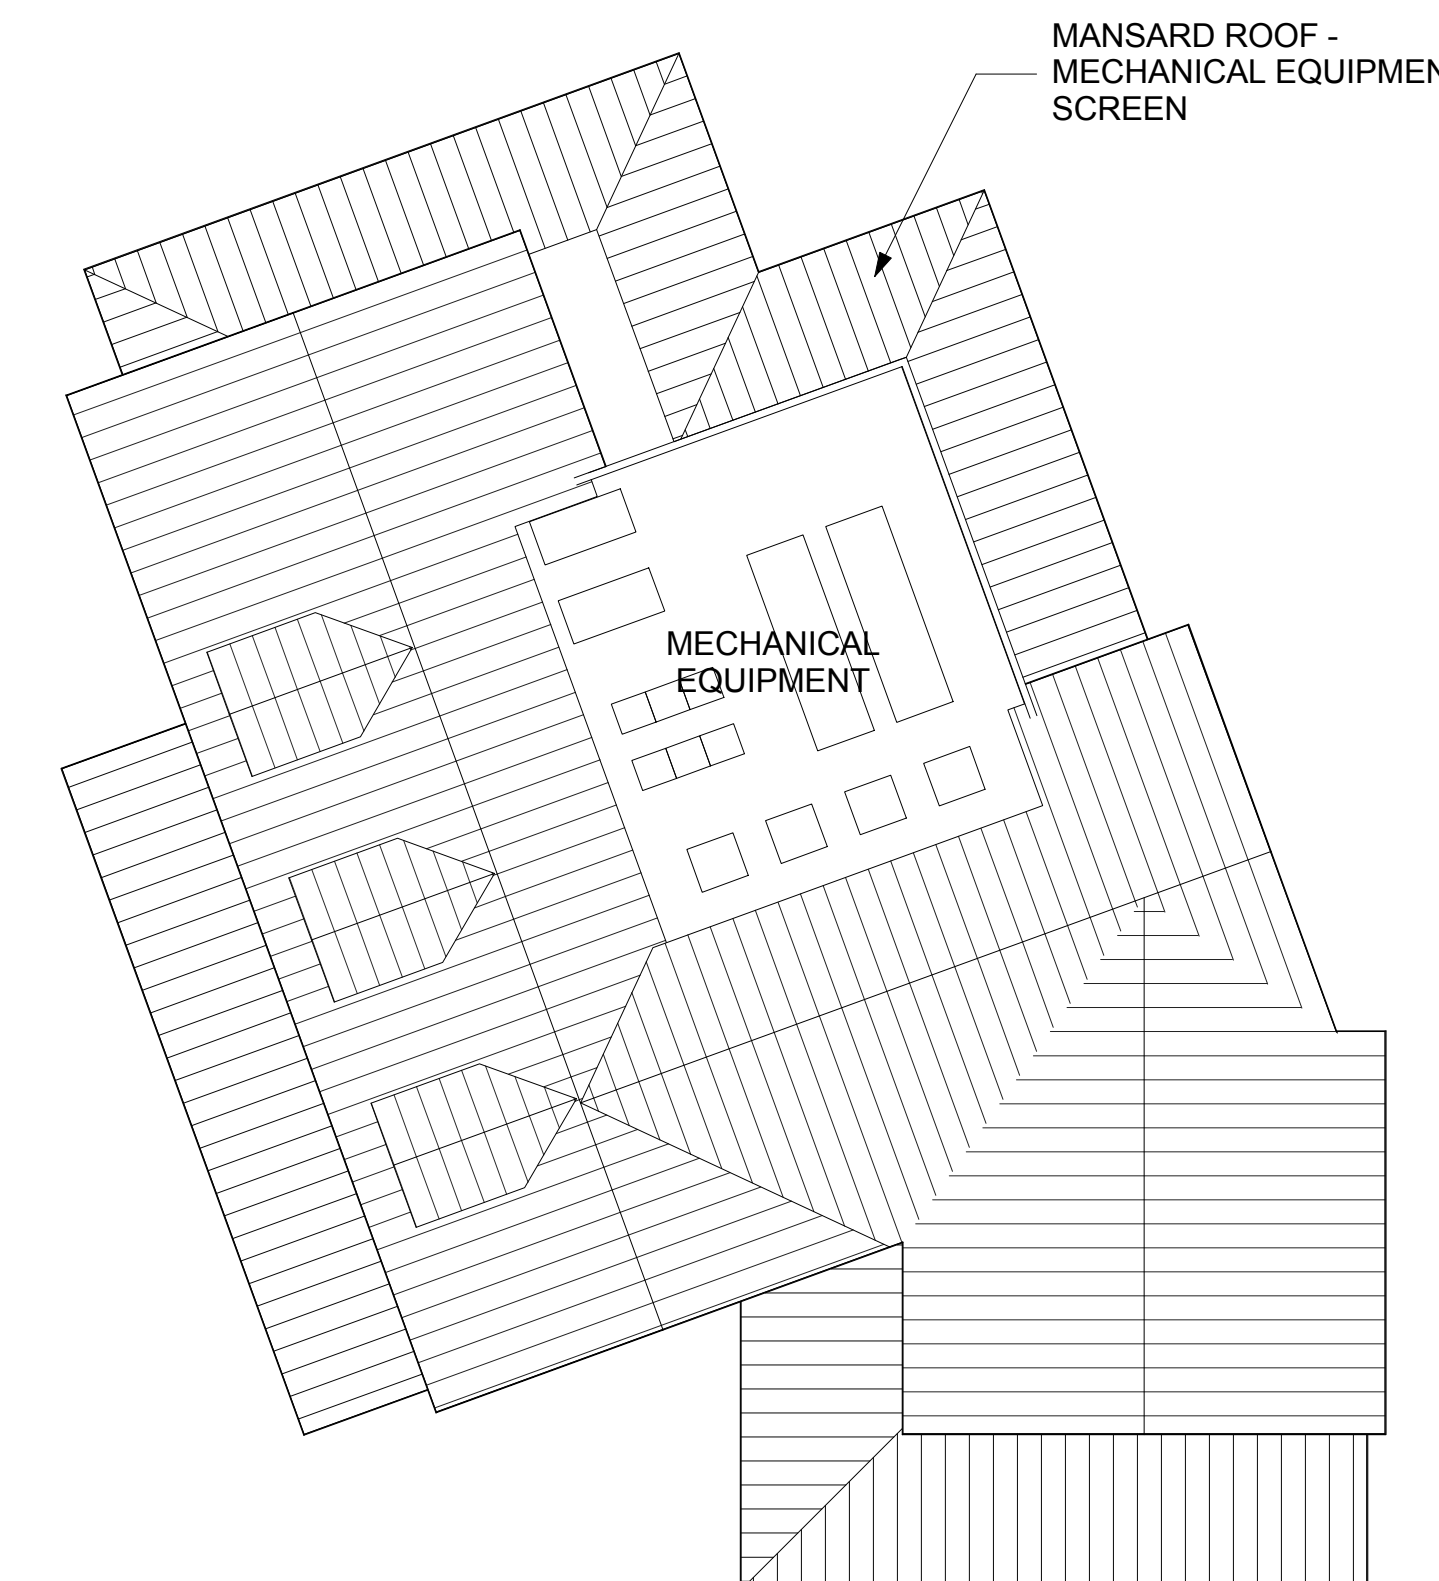 MANSARD ROOF -
MECHANICAL EQUIPMEN
SCREEN
MECHANICAL
EQUIPMENT